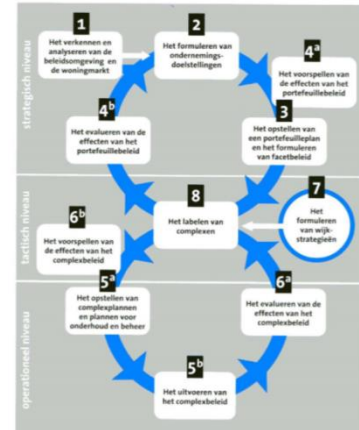 strategisch niveau
1
Het verkennen en
analyseren van de
beleidsomgeving en
de woningmarkt
2
Het formuleren van
ondernemings-
doelstellingen
4a
Het voorspellen van
de effecten van het
portefeuillebeleid
4b
Het evalueren van de
effecten van het
portefeuillebeleid
3
Het opstellen van
een portefeuilleplan
en het formuleren
van facetbeleid
tactisch niveau
8
Het labelen van
complexen
7
Het
formuleren
van wijk-
strategieën
6b
Het voorspellen van
de effecten van het
complexbeleid
operationeel niveau
5a
Het opstellen van
complexplannen
en plannen voor
onderhoud en beheer
6a
Het evalueren van de
effecten van het
complexbeleid
5b
Het uitvoeren van
het complexbeleid